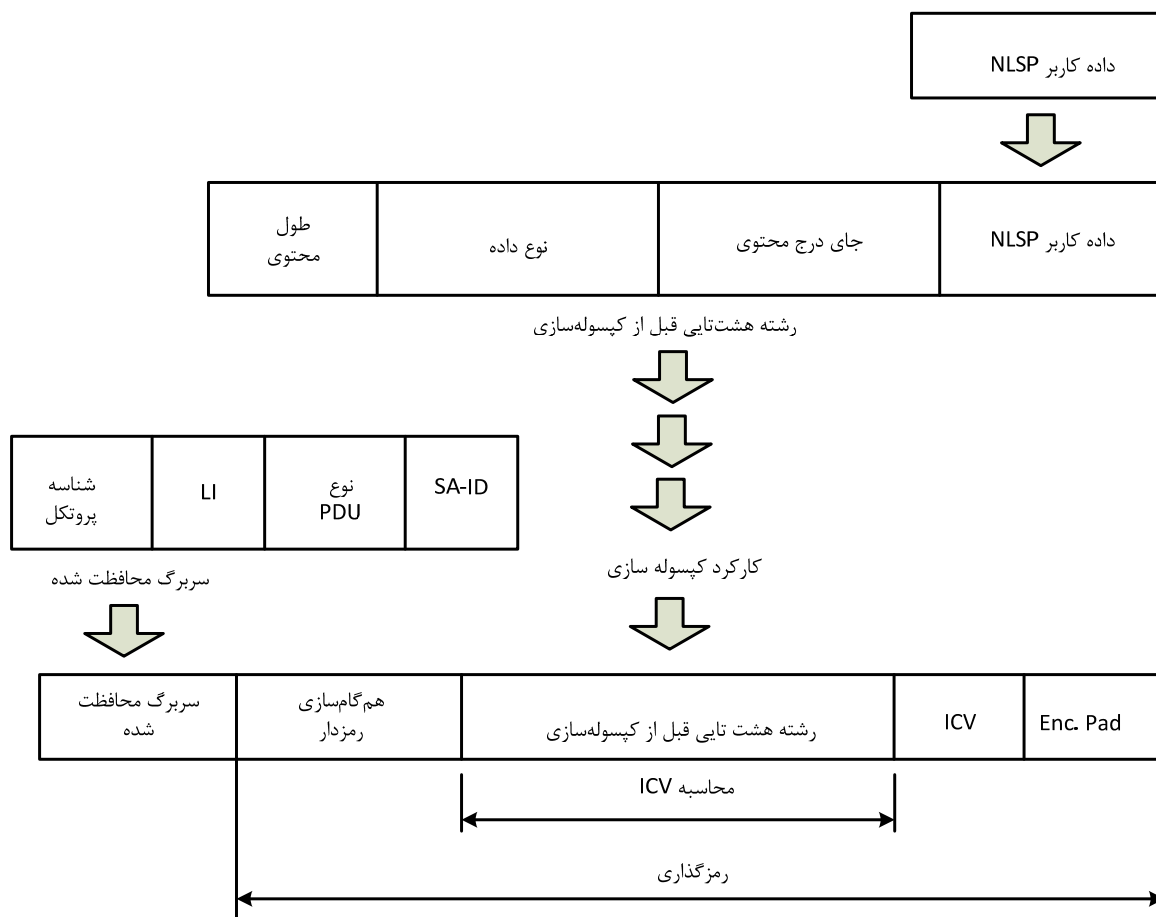 داده کاربر NLSP
طول
محتوی
نوع داده
جای درج محتوی
داده کاربر NLSP
رشته هشت‌تایی قبل از کپسوله‌سازی
شناسه
پروتکل
LI
نوع
PDU
SA-ID
سربرگ محافظت شده
کارکرد کپسوله سازی
سربرگ محافظت
شده
هم‌گام‌سازی
رمزدار
رشته هشت تایی قبل از کپسوله‌سازی
ICV
Enc. Pad
محاسبه ICV
رمزگذاری